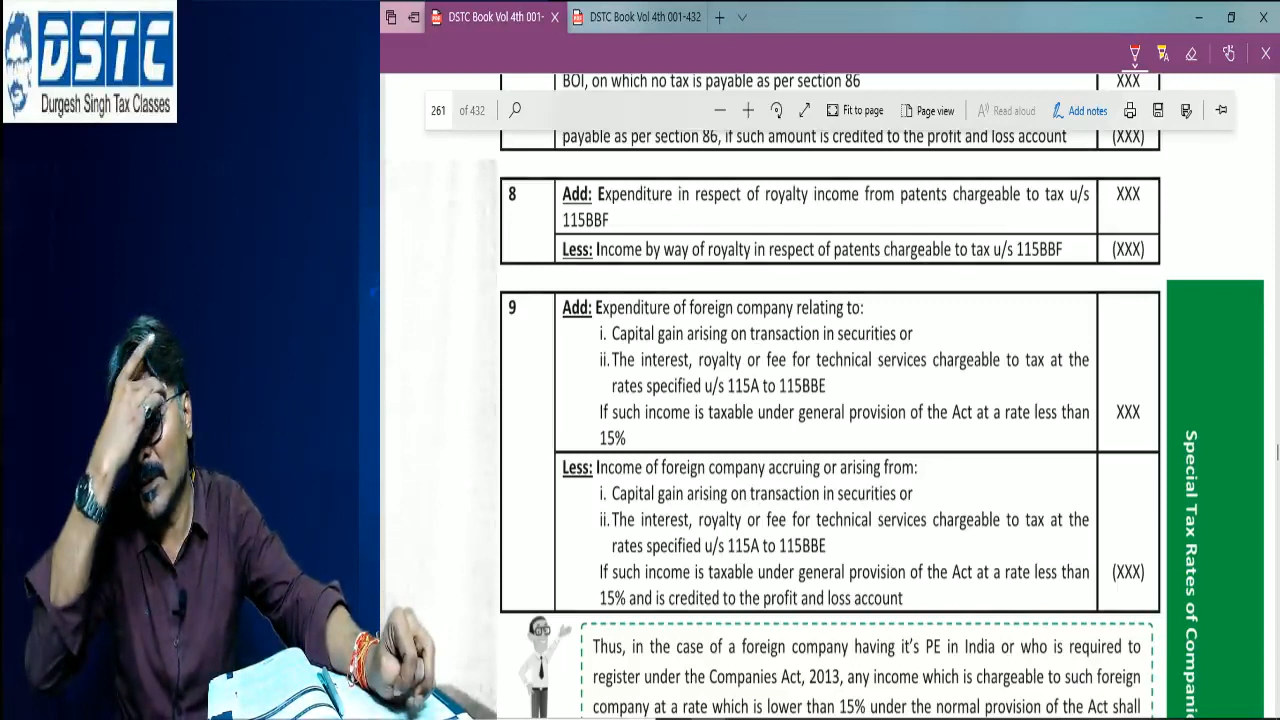 DSTC
Durgesh Singh Tax Classes
DSTC Book Vol 4th 001-
DSTC Book Vol 4th 001-432
261 of 432
Fit to page
Page view
Read aloud
Add notes
BOI, on which no tax is payable as per section 86 XXX
payable as per section 86, if such amount is credited to the profit and loss account (XXX)
8 Add: Expenditure in respect of royalty income from patents chargeable to tax u/s XXX
115BBF
Less: Income by way of royalty in respect of patents chargeable to tax u/s 115BBF (XXX)
9 Add: Expenditure of foreign company relating to:
i. Capital gain arising on transaction in securities or
ii. The interest, royalty or fee for technical services chargeable to tax at the
rates specified u/s 115A to 115BBE
If such income is taxable under general provision of the Act at a rate less than XXX
15%
Less: Income of foreign company accruing or arising from:
i. Capital gain arising on transaction in securities or
ii. The interest, royalty or fee for technical services chargeable to tax at the
rates specified u/s 115A to 115BBE
If such income is taxable under general provision of the Act at a rate less than (XXX)
15% and is credited to the profit and loss account
Thus, in the case of a foreign company having it's PE in India or who is required to
register under the Companies Act, 2013, any income which is chargeable to such foreign
company at a rate which is lower than 15% under the normal provision of the Act shall
Special Tax Rates of Compani